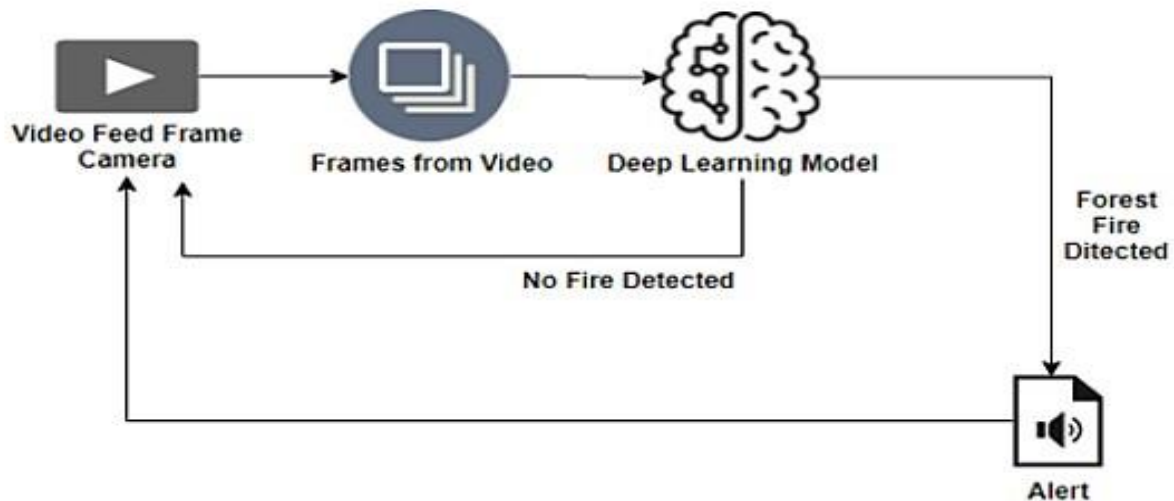 Video Feed Frame
Camera
Frames from Video
Deep Learning Model
Forest
Fire
Ditected
No Fire Detected
Alert